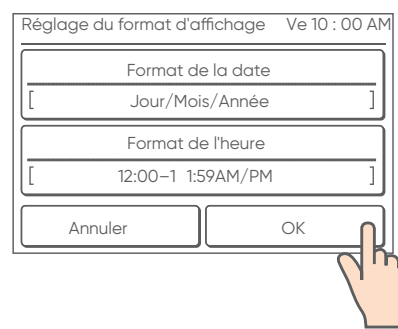 Réglage du format d'affichage Ve 10 : 00 AM
Format de la date
[ Jour/Mois/Année ]
Format de l'heure
[ 12:00–1 1:59AM/PM ]
Annuler OK